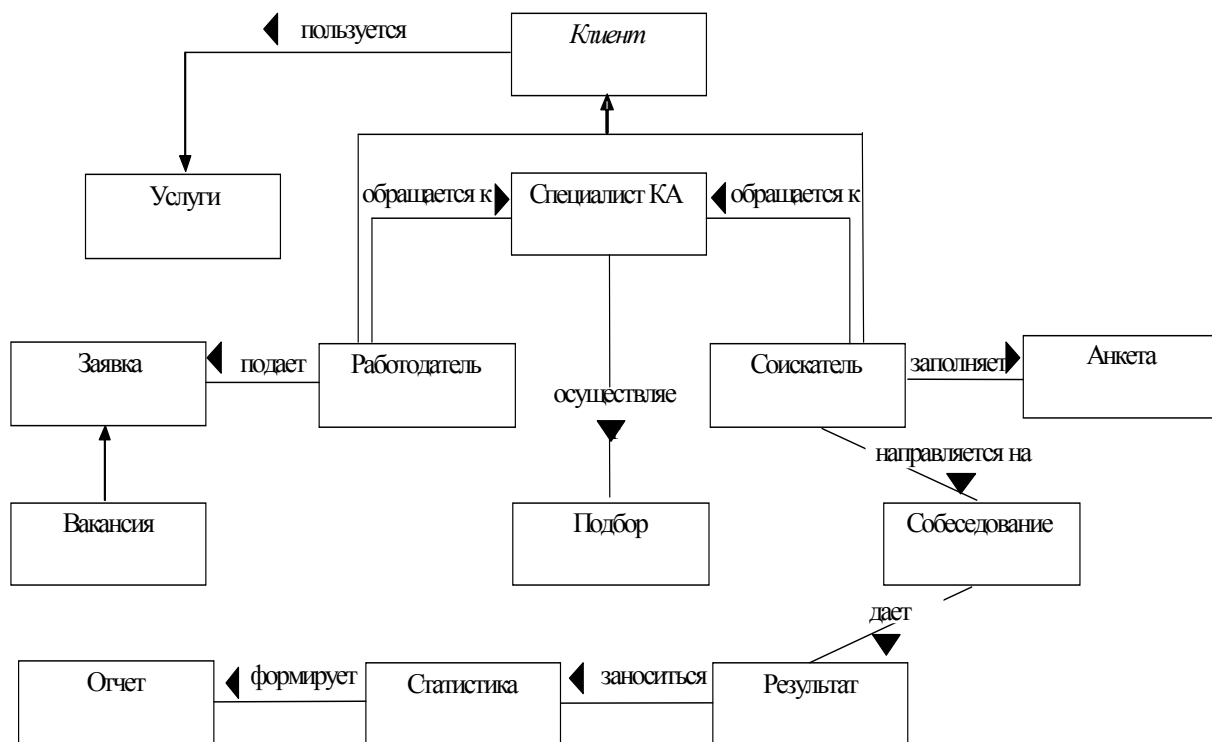 пользуется
Клиент
Услуги
обращается к
Специалист КА
обращается к
Заявка
подает
Работодатель
Соискатель
заполняет
Анкета
осуществляе
направляется на
Вакансия
Подбор
Собеседование
дает
Отчет
формирует
Статистика
заноситься
Результат